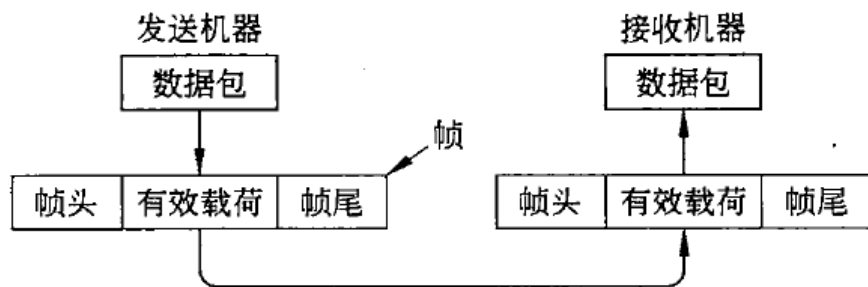 发送机器
接收机器
数据包
数据包
帧
帧头 有效载荷 帧尾
帧头 有效载荷 帧尾